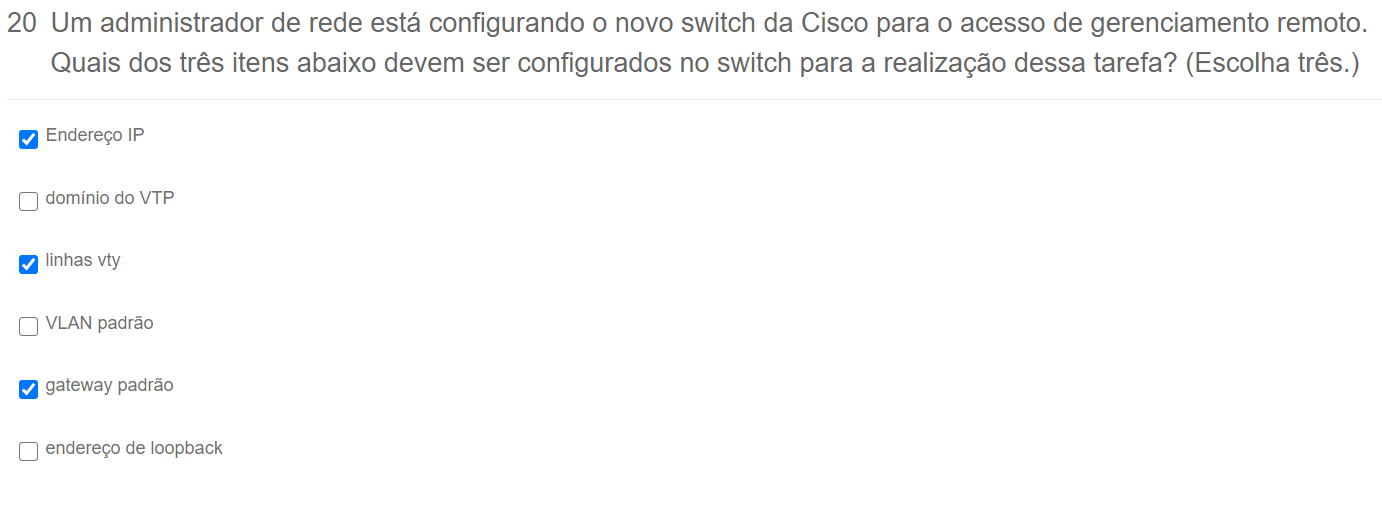 20 Um administrador de rede está configurando o novo switch da Cisco para o acesso de gerenciamento remoto.
Quais dos três itens abaixo devem ser configurados no switch para a realização dessa tarefa? (Escolha três.)
Endereço IP
domínio do VTP
linhas vty
VLAN padrão
gateway padrão
endereço de loopback